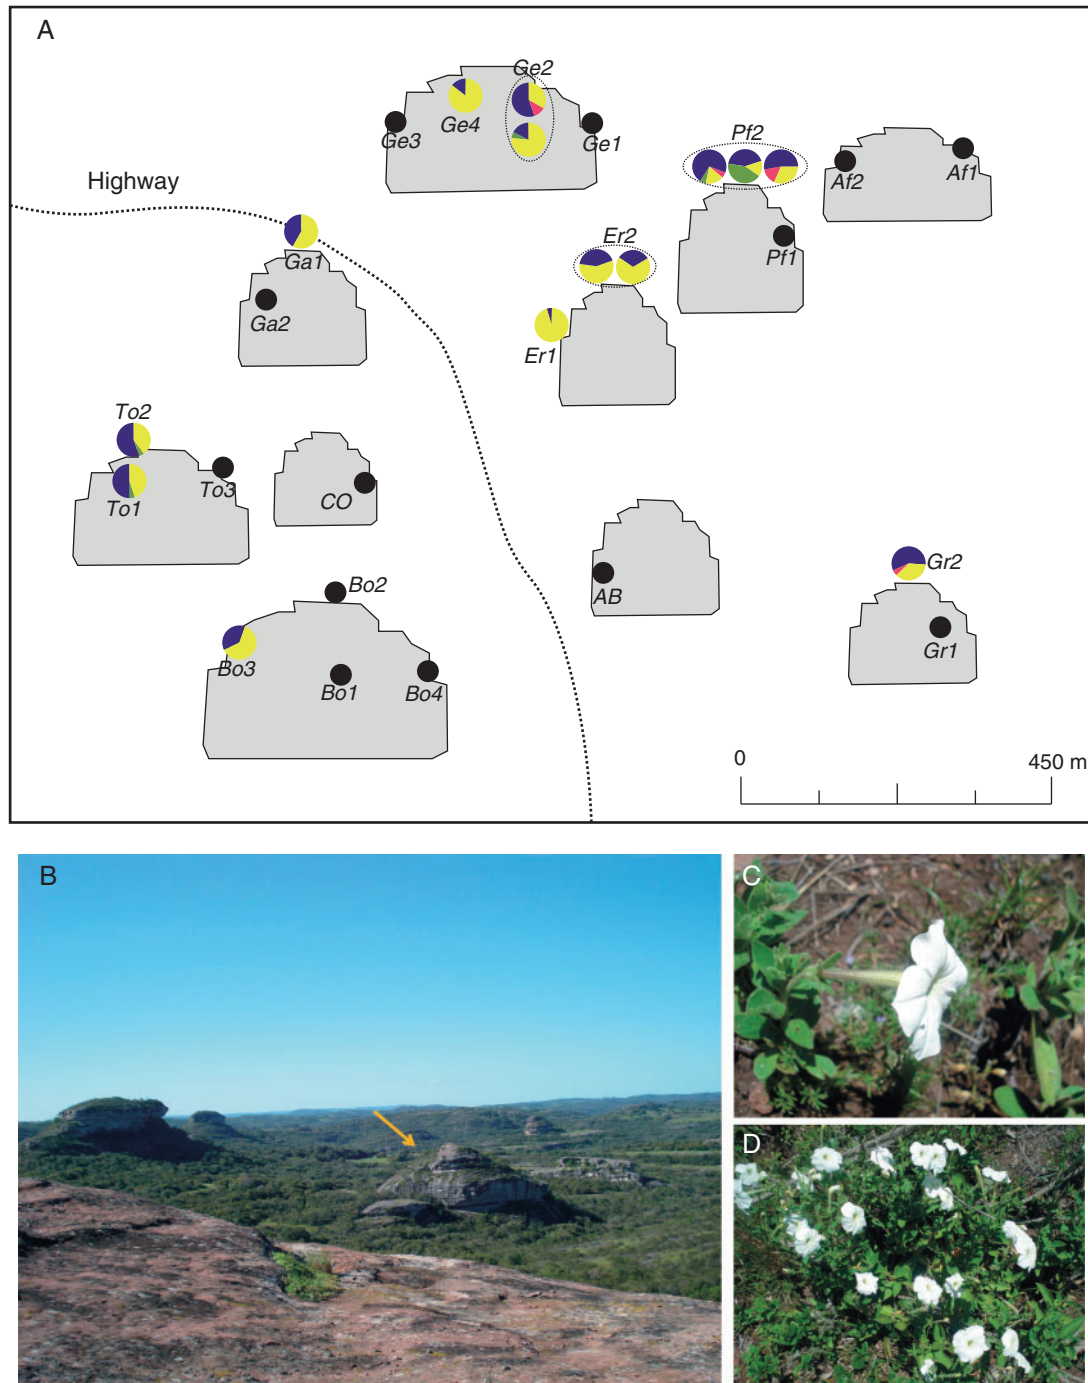 A
Ge2
Ge4
Ge3
Ge1
Pf2
Af2
Af1
Highway
Er2
Pf1
Ga1
Ga2
Er1
To2
To3
To1
CO
Bo2
AB
Gr2
Gr1
Bo3
Bo1
Bo4
0
450 m
B
C
D